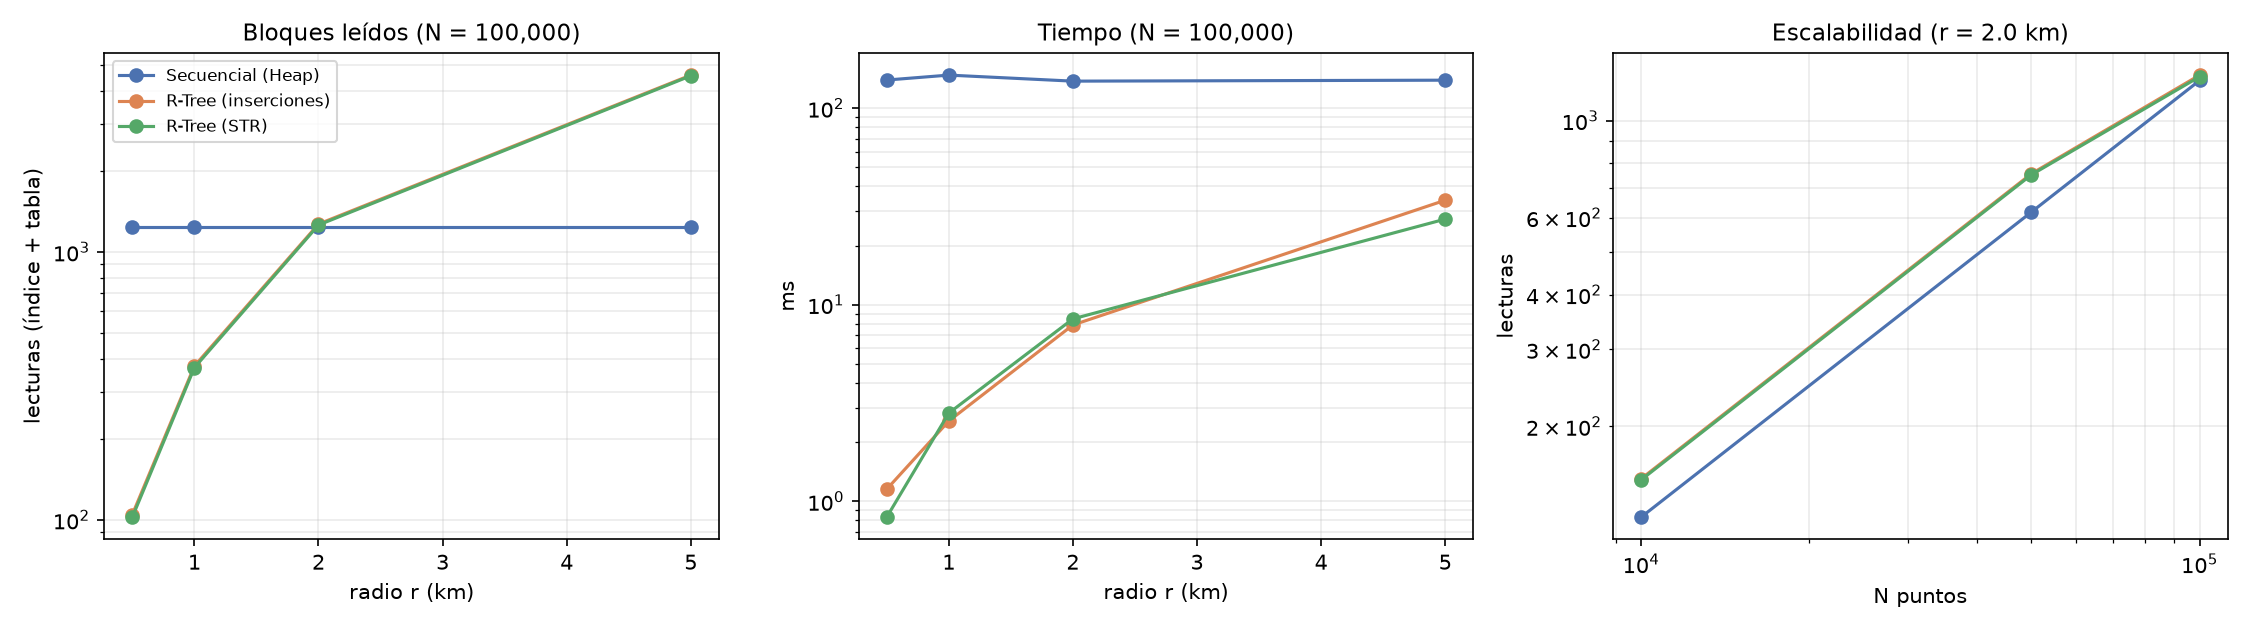 Bloques leídos (N = 100,000)
Secuencial (Heap)
R-Tree (inserciones)
R-Tree (STR)
lecturas (índice + tabla)
10³
10²
1 2 3 4 5
radio r (km)
Tiempo (N = 100,000)
ms
10²
10¹
10⁰
1 2 3 4 5
radio r (km)
Escalabilidad (r = 2.0 km)
lecturas
10³
6 × 10²
4 × 10²
3 × 10²
2 × 10²
10⁴ 10⁵
N puntos